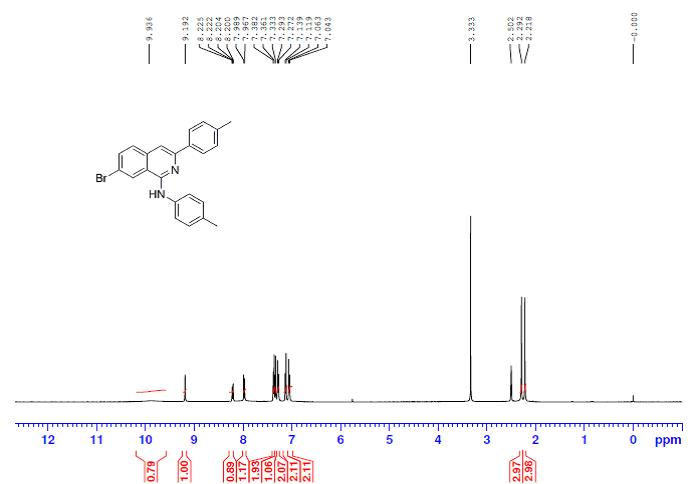 9.936 9.192 8.225 8.222 8.204 8.200 7.989 7.967 7.382 7.361 7.333 7.293 7.272 7.139 7.119 7.063 7.043 3.333 2.502 2.292 2.218 -0.000
Br
N
HN
12 11 10 9 8 7 6 5 4 3 2 1 0 ppm
0.79 1.00 0.89 1.17 1.93 1.06 2.07 2.11 2.11 2.97 2.98